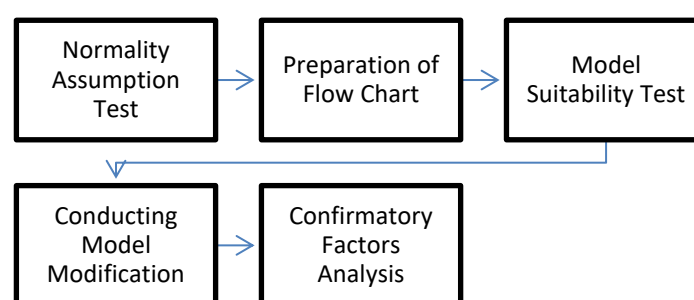 Normality
Assumption
Test
Preparation of
Flow Chart
Model
Suitability Test
Conducting
Model
Modification
Confirmatory
Factors
Analysis